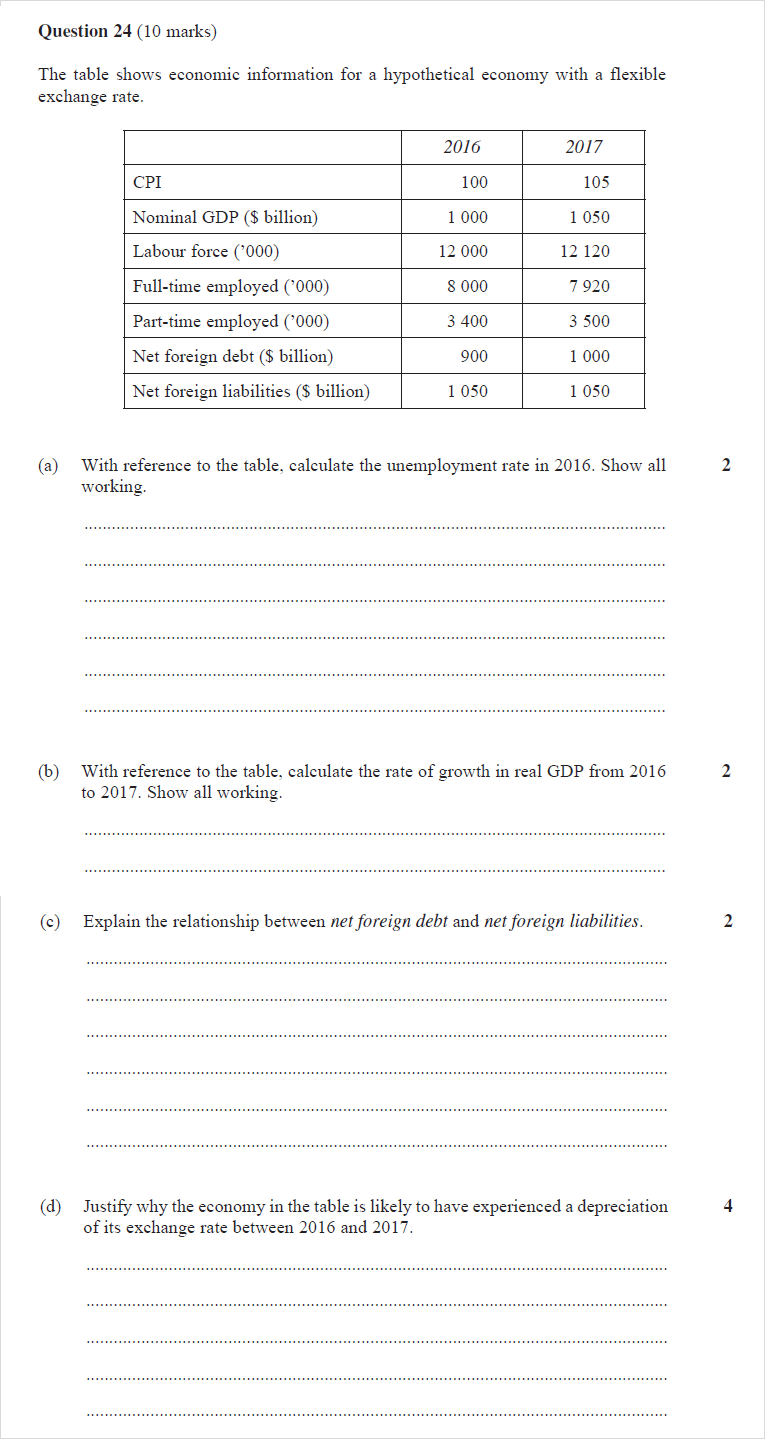 Question 24 (10 marks)
The table shows economic information for a hypothetical economy with a flexible
exchange rate.
2016 2017
CPI 100 105
Nominal GDP ($ billion) 1 000 1 050
Labour force (’000) 12 000 12 120
Full-time employed (’000) 8 000 7 920
Part-time employed (’000) 3 400 3 500
Net foreign debt ($ billion) 900 1 000
Net foreign liabilities ($ billion) 1 050 1 050
(a) With reference to the table, calculate the unemployment rate in 2016. Show all 2
working.
(b) With reference to the table, calculate the rate of growth in real GDP from 2016 2
to 2017. Show all working.
(c) Explain the relationship between net foreign debt and net foreign liabilities. 2
(d) Justify why the economy in the table is likely to have experienced a depreciation 4
of its exchange rate between 2016 and 2017.